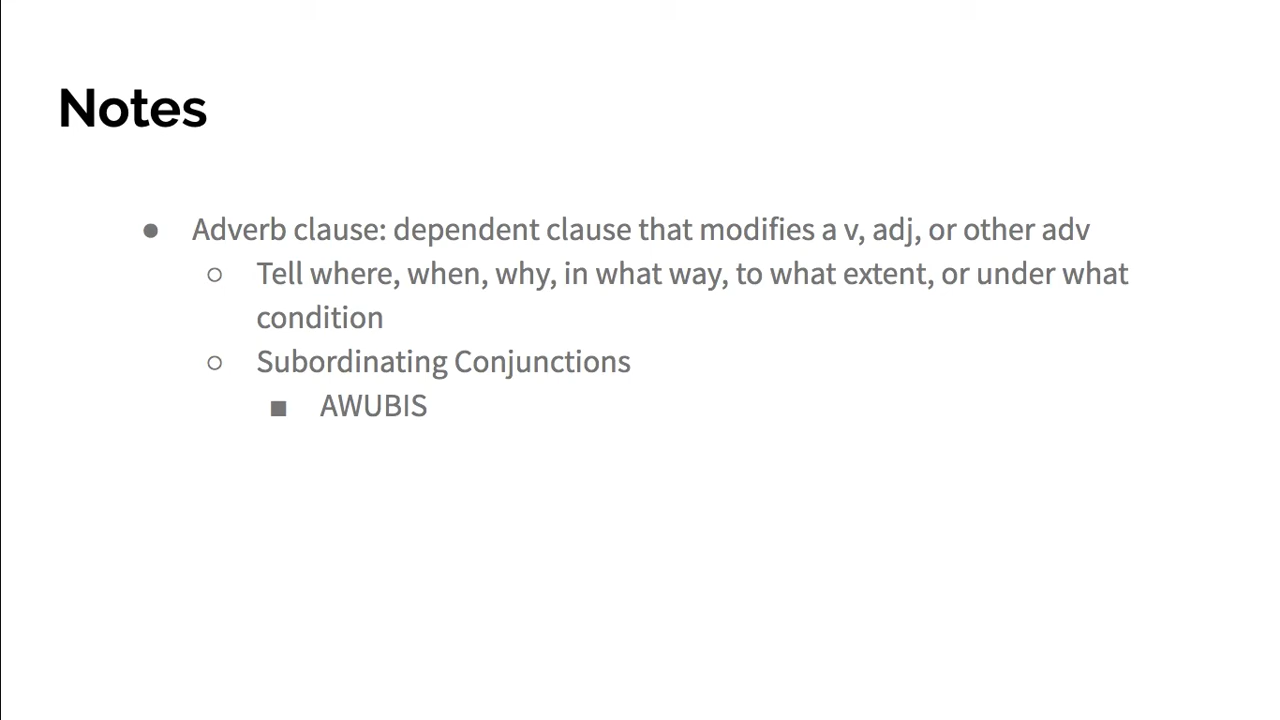 Notes
● Adverb clause: dependent clause that modifies a v, adj, or other adv
○ Tell where, when, why, in what way, to what extent, or under what
condition
○ Subordinating Conjunctions
■ AWUBIS